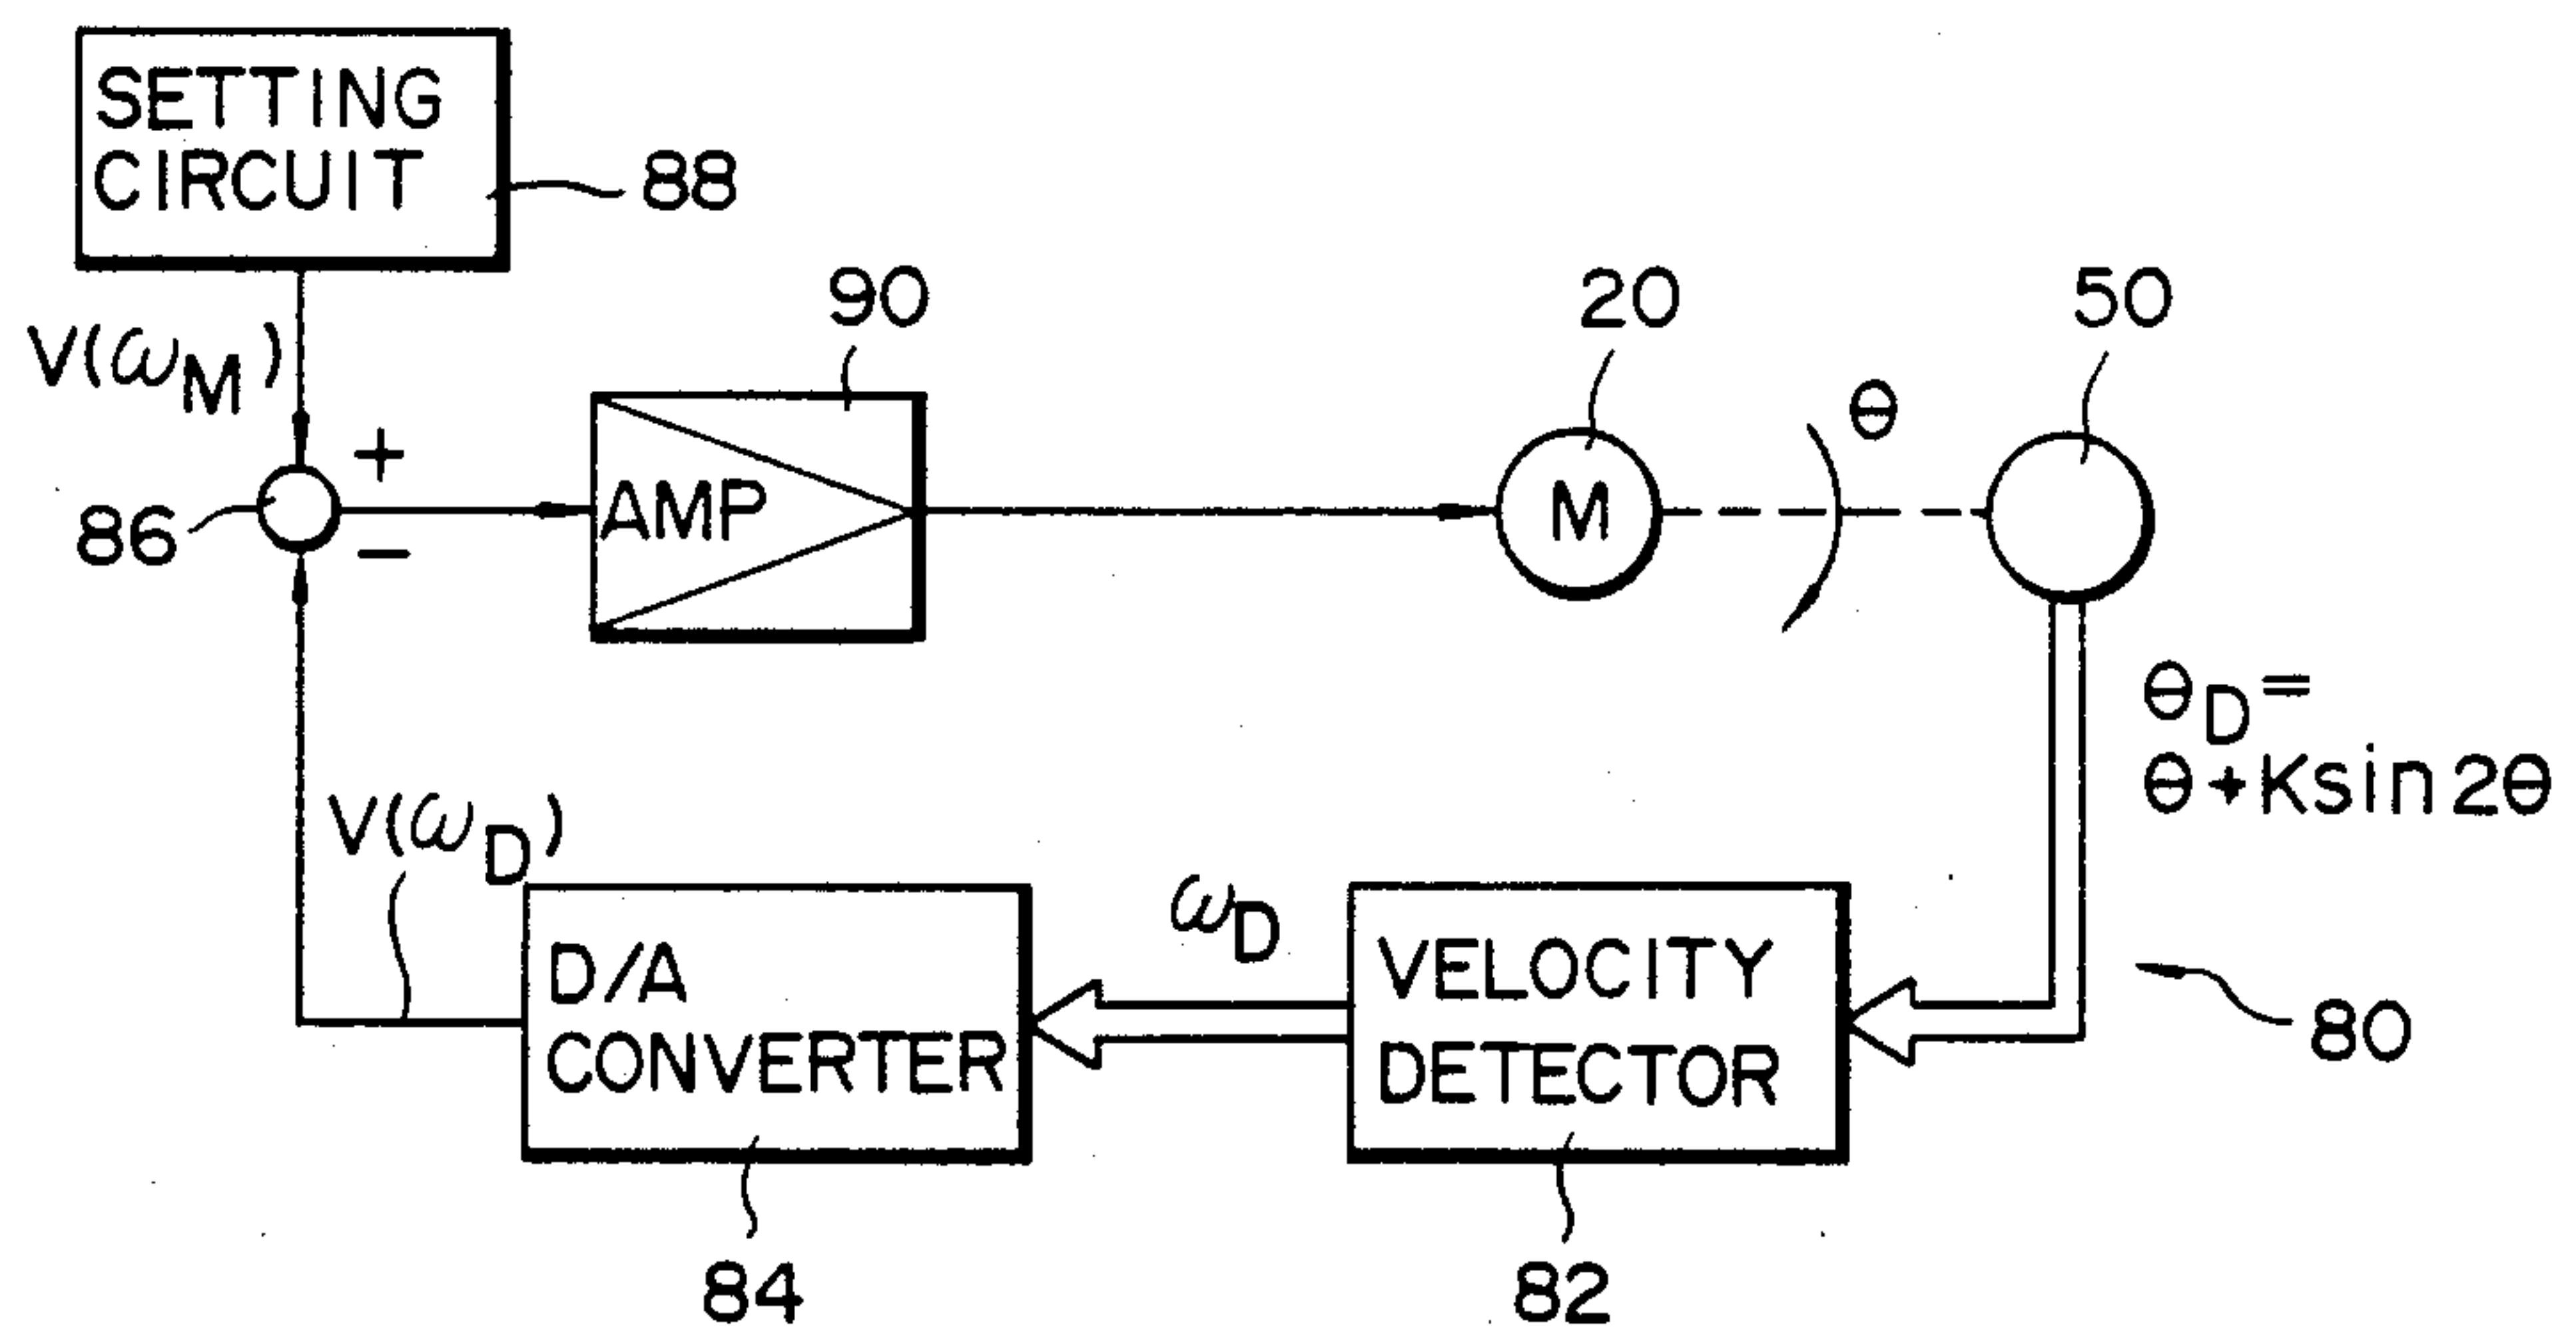 SETTING
CIRCUIT
88
V(ωM)
90
20
50
+
θ
AMP
M
86
−
θD=
θ+Ksin2θ
V(ωD)
ωD
D/A
CONVERTER
VELOCITY
DETECTOR
80
84
82